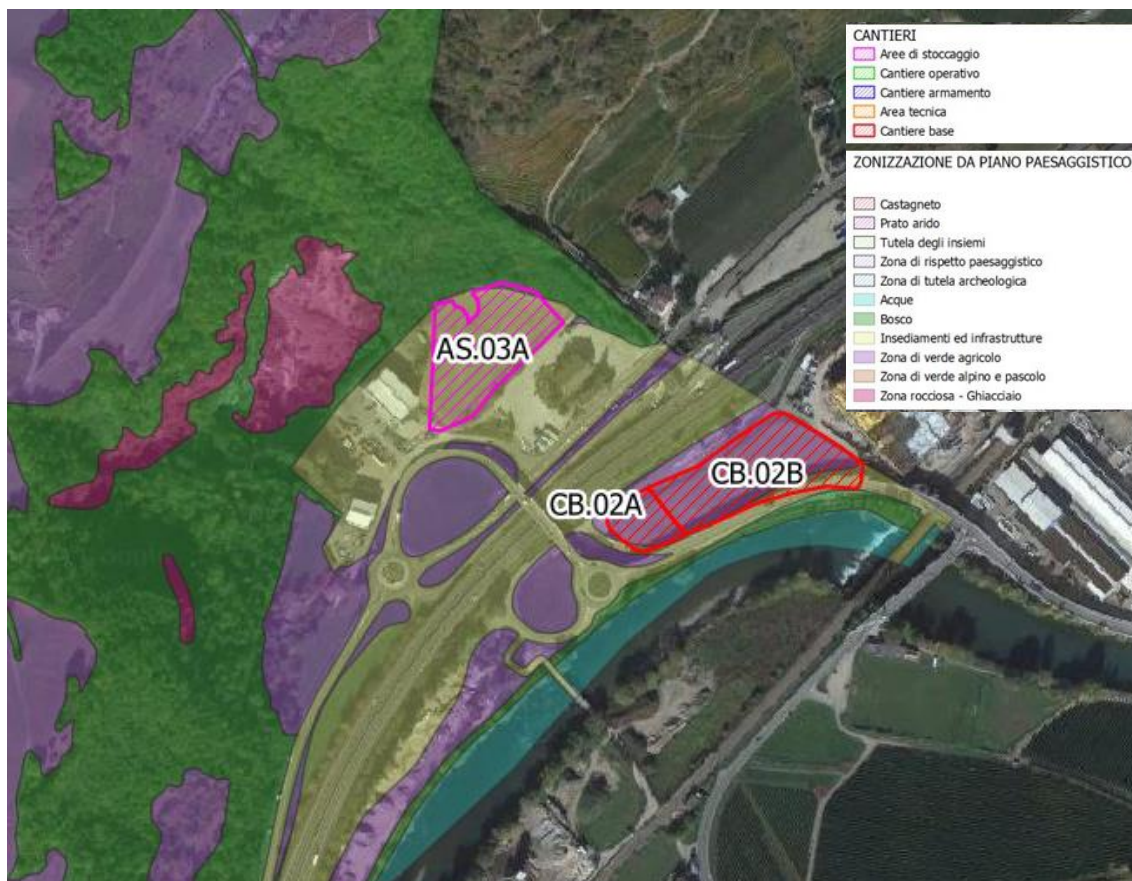 CANTIERI
Aree di stoccaggio
Cantiere operativo
Cantiere armamento
Area tecnica
Cantiere base
ZONIZZAZIONE DA PIANO PAESAGGISTICO
Castagneto
Prato arido
Tutela degli insiemi
Zona di rispetto paesaggistico
Zona di tutela archeologica
Acque
Bosco
Insediamenti ed infrastrutture
Zona di verde agricolo
Zona di verde alpino e pascolo
Zona rocciosa - Ghiacciaio
AS.03A
CB.02B
CB.02A